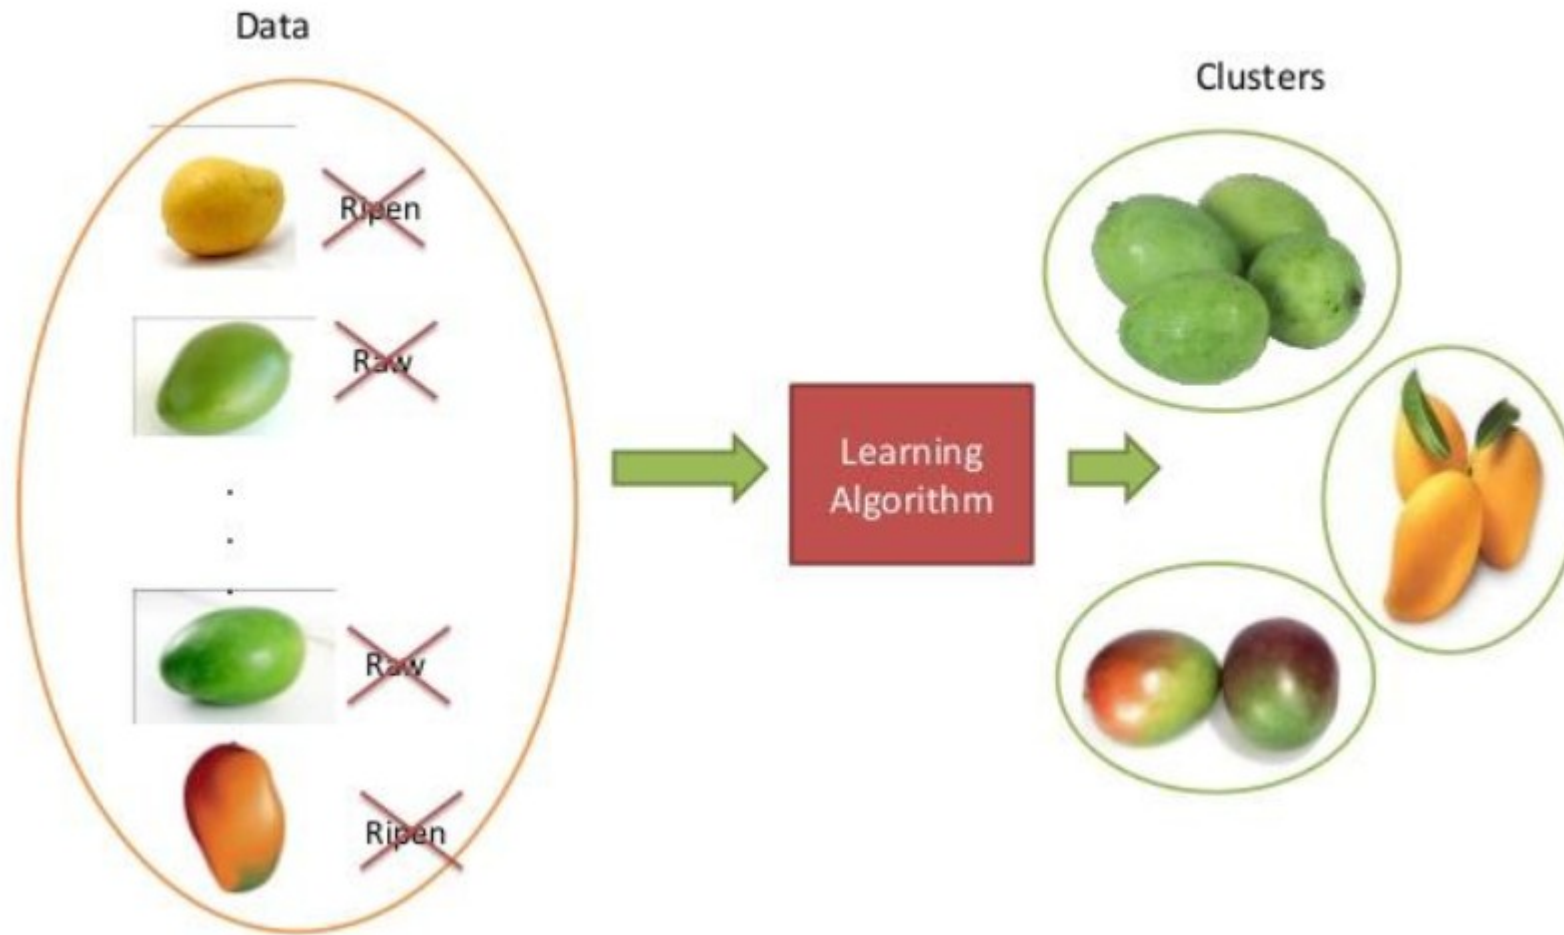 Data
Clusters
Ripen
Raw
Learning
Algorithm
Raw
Ripen